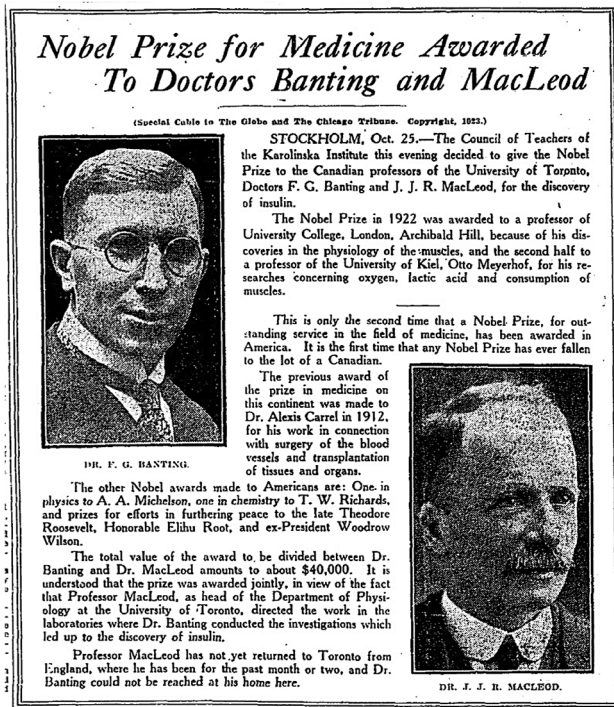 Nobel Prize for Medicine Awarded
To Doctors Banting and MacLeod
(Special Cable to The Globe and The Chicago Tribune. Copyright, 1923.)
STOCKHOLM, Oct. 25.—The Council of Teachers of
the Karolinska Institute this evening decided to give the Nobel
Prize to the Canadian professors of the University of Toronto,
Doctors F. G. Banting and J. J. R. MacLeod, for the discovery
of insulin.
The Nobel Prize in 1922 was awarded to a professor of
University College, London, Archibald Hill, because of his dis-
coveries in the physiology of the muscles, and the second half to
a professor of the University of Kiel, Otto Meyerhof, for his re-
searches concerning oxygen, lactic acid and consumption of
muscles.
This is only the second time that a Nobel Prize, for out-
standing service in the field of medicine, has been awarded in
America. It is the first time that any Nobel Prize has ever fallen
to the lot of a Canadian.
The previous award of
the prize in medicine on
this continent was made to
Dr. Alexis Carrel in 1912,
for his work in connection
with surgery of the blood
vessels and transplantation
of tissues and organs.
DR. F. G. BANTING.
The other Nobel awards made to Americans are: One in
physics to A. A. Michelson, one in chemistry to T. W. Richards,
and prizes for efforts in furthering peace to the late Theodore
Roosevelt, Honorable Elihu Root, and ex-President Woodrow
Wilson.
The total value of the award to be divided between Dr.
Banting and Dr. MacLeod amounts to about $40,000. It is
understood that the prize was awarded jointly, in view of the fact
that Professor MacLeod, as head of the Department of Physi-
ology at the University of Toronto, directed the work in the
laboratories where Dr. Banting conducted the investigations which
led up to the discovery of insulin.
Professor MacLeod has not yet returned to Toronto from
England, where he has been for the past month or two, and Dr.
Banting could not be reached at his home here.
DR. J. J. R. MACLEOD.